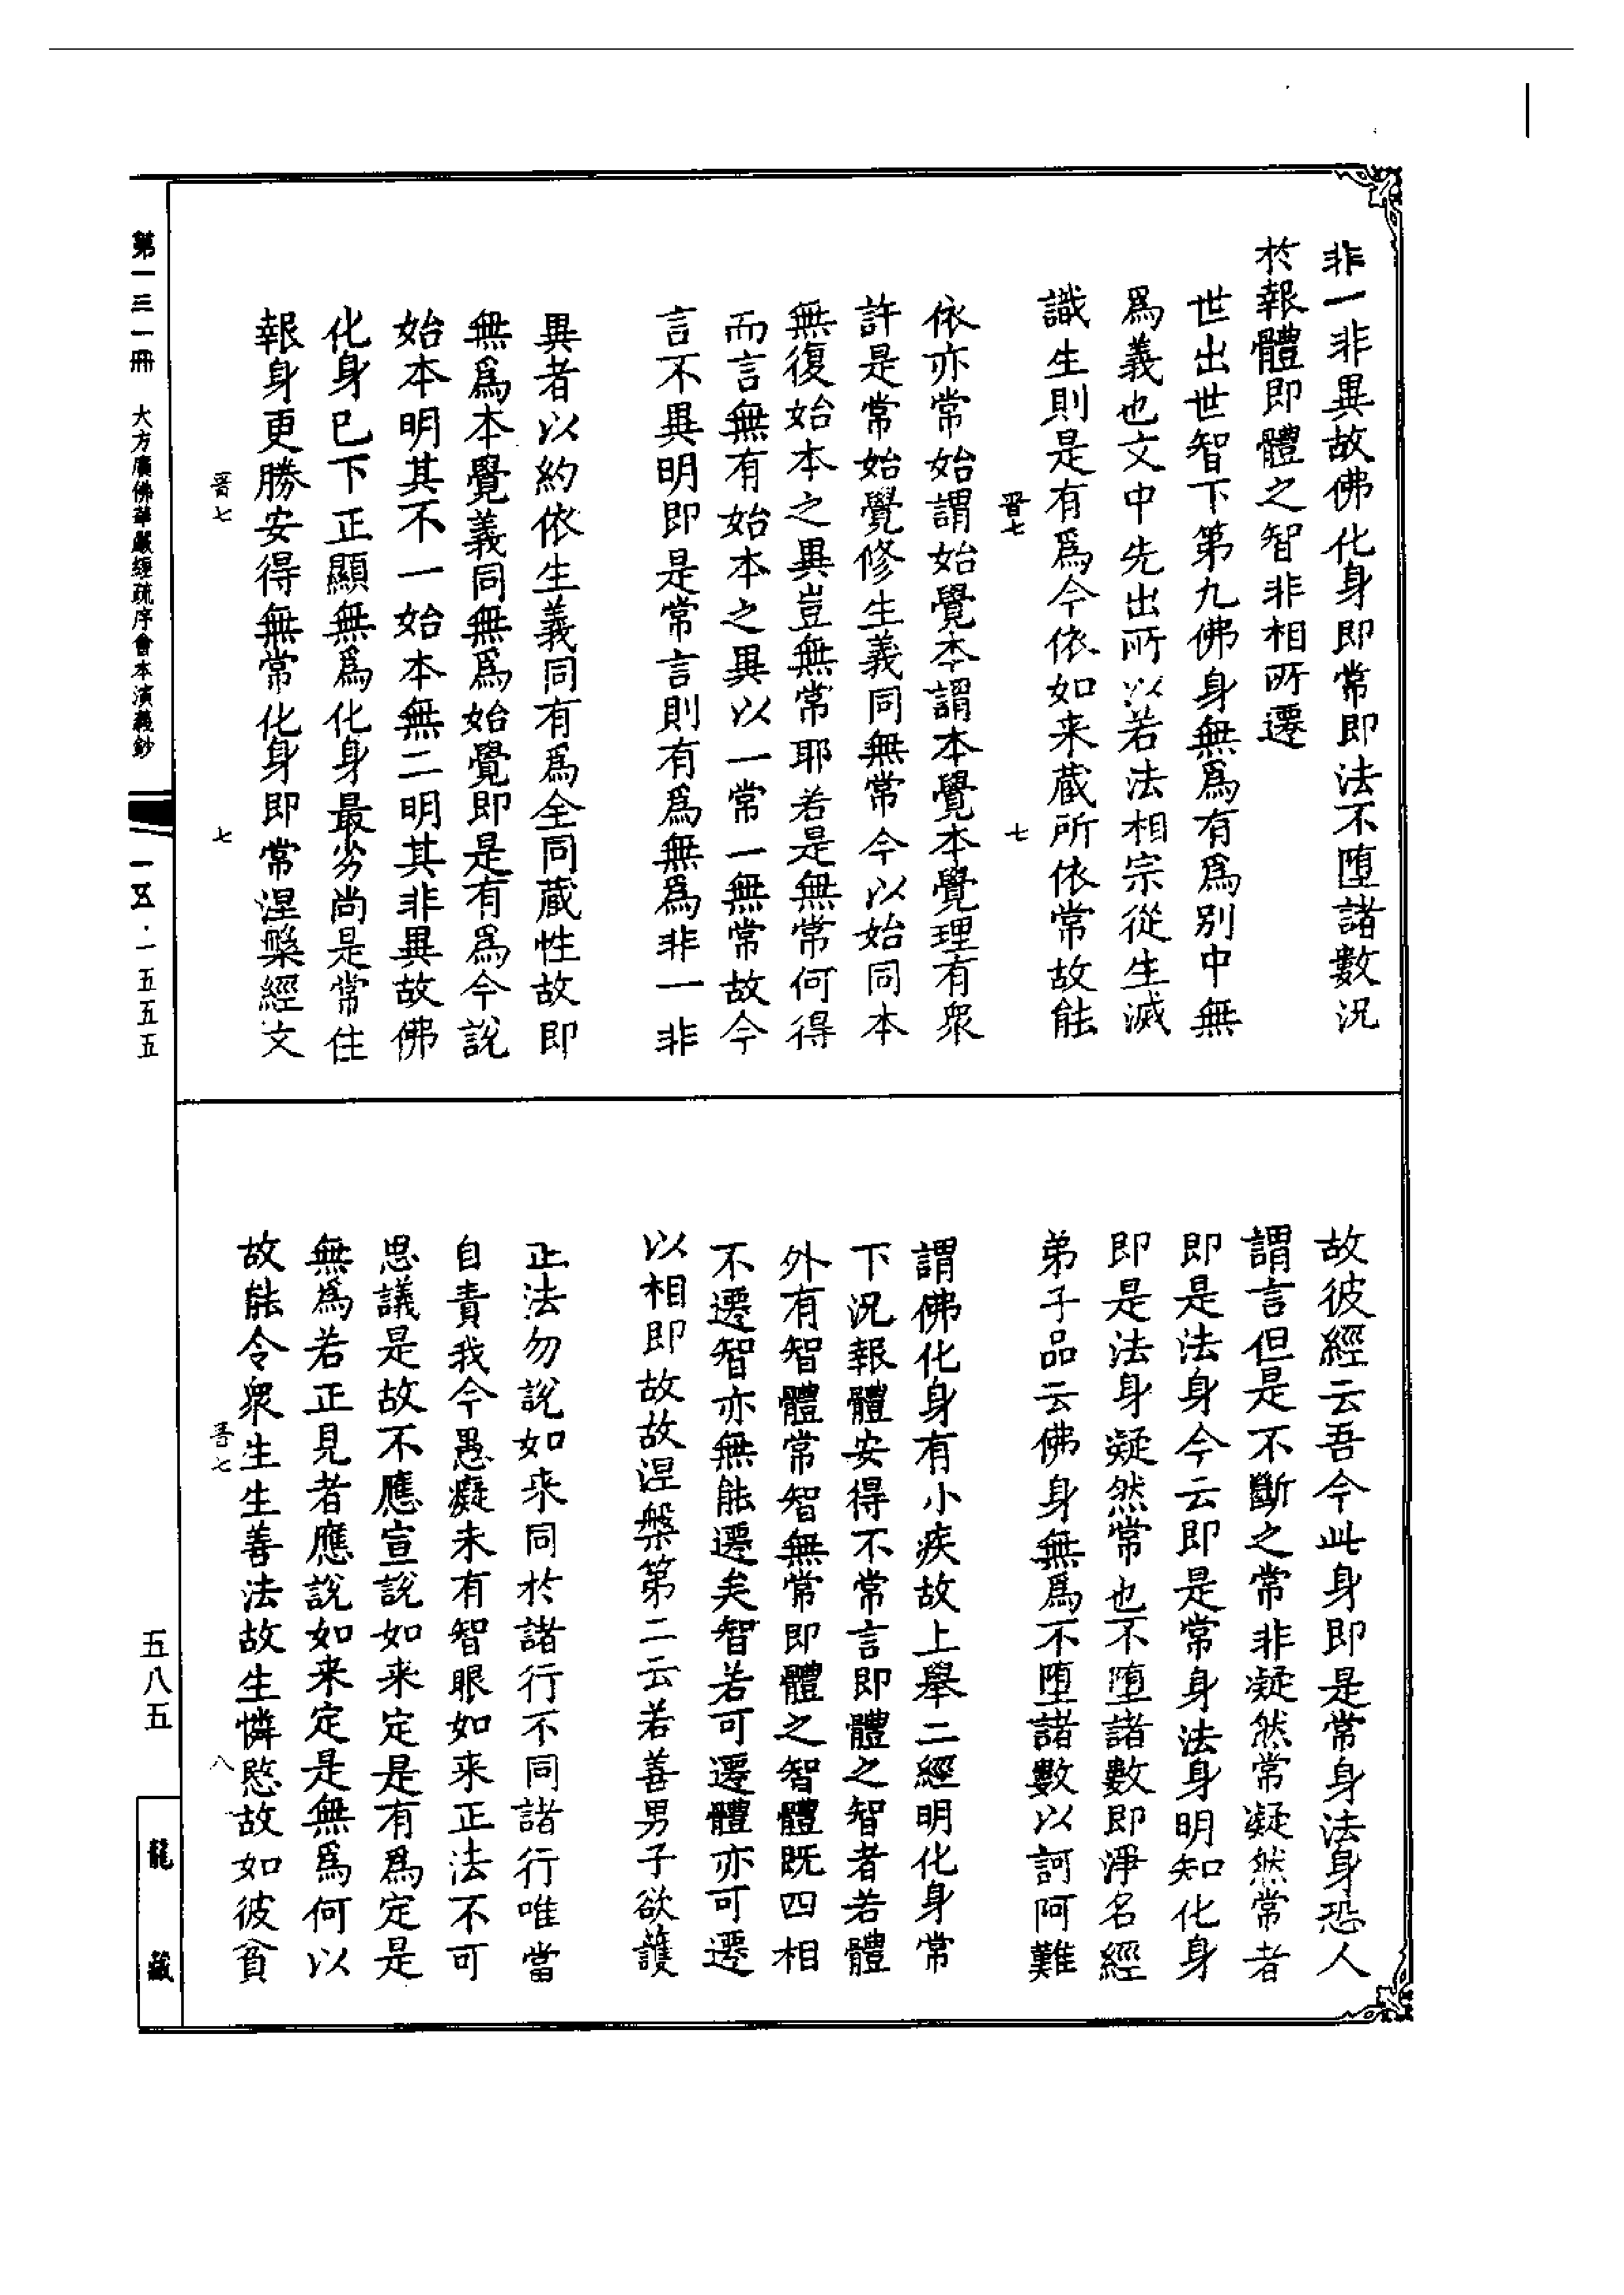 非一非異故佛化身即常即法不墮諸數況
於報體即體之智非相所遷
世出世智下第九佛身無爲有爲別中無
爲義也文中先出所以若法相宗從生滅
識生則是有爲今依如来藏所依常故能
晋七
七
依亦常始謂始覺本謂本覺本覺理有衆
許是常始覺修生義同無常今以始同本
無復始本之異豈無常耶若是無常何得
而言無有始本之異以一常一無常故今
言不異明即是常言則有爲無爲非一非
異者以約依生義同有爲全同藏性故即
無爲本覺義同無爲始覺即是有爲今説
始本明其不一始本無二明其非異故佛
化身已下正顯無爲化身最劣尚是常住
報身更勝安得無常化身即常涅槃經文
晋七
七
故彼經云吾今此身即是常身法身恐人
謂言但是不斷之常非凝然常凝然常者
即是法身今云即是常身法身明知化身
即是法身凝然常也不墮諸數即淨名經
弟子品云佛身無爲不墮諸數以訶阿難
謂佛化身有小疾故上舉二經明化身常
下況報體安得不常言即體之智者若體
外有智體常智無常即體之智體既四相
不遷智亦無能遷矣智若可遷體亦可遷
以相即故故涅槃第二云若善男子欲護
正法勿説如来同於諸行不同諸行唯當
自責我今愚癡未有智眼如来正法不可
思議是故不應宣説如来定是有爲定是
無爲若正見者應説如来定是無爲何以
故能令衆生生善法故生憐愍故如彼貧
晋七
八
第一三一冊 大方廣佛華嚴經疏序會本演義鈔
一五·一五五五
五八五
龍藏